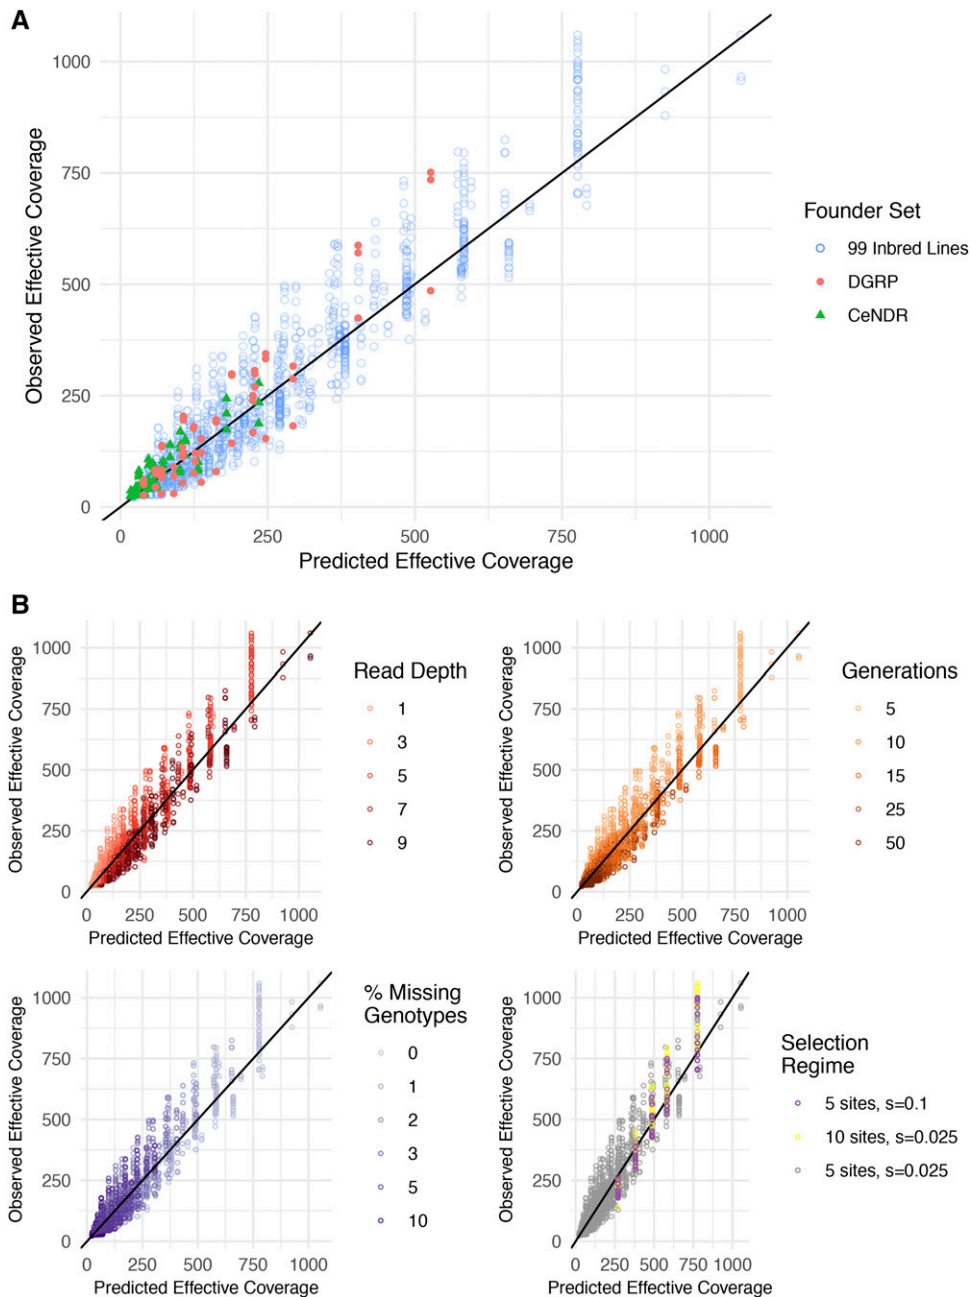 A
Observed Effective Coverage
1000
750
500
250
0
0 250 500 750 1000
Predicted Effective Coverage
Founder Set
99 Inbred Lines
DGRP
CeNDR
B
Observed Effective Coverage
1000
750
500
250
0
0 250 500 750 1000
Predicted Effective Coverage
Read Depth
1
3
5
7
9
Observed Effective Coverage
1000
750
500
250
0
0 250 500 750 1000
Predicted Effective Coverage
Generations
5
10
15
25
50
Observed Effective Coverage
1000
750
500
250
0
0 250 500 750 1000
Predicted Effective Coverage
% Missing
Genotypes
0
1
2
3
5
10
Observed Effective Coverage
1000
750
500
250
0
0 250 500 750 1000
Predicted Effective Coverage
Selection
Regime
5 sites, s=0.1
10 sites, s=0.025
5 sites, s=0.025